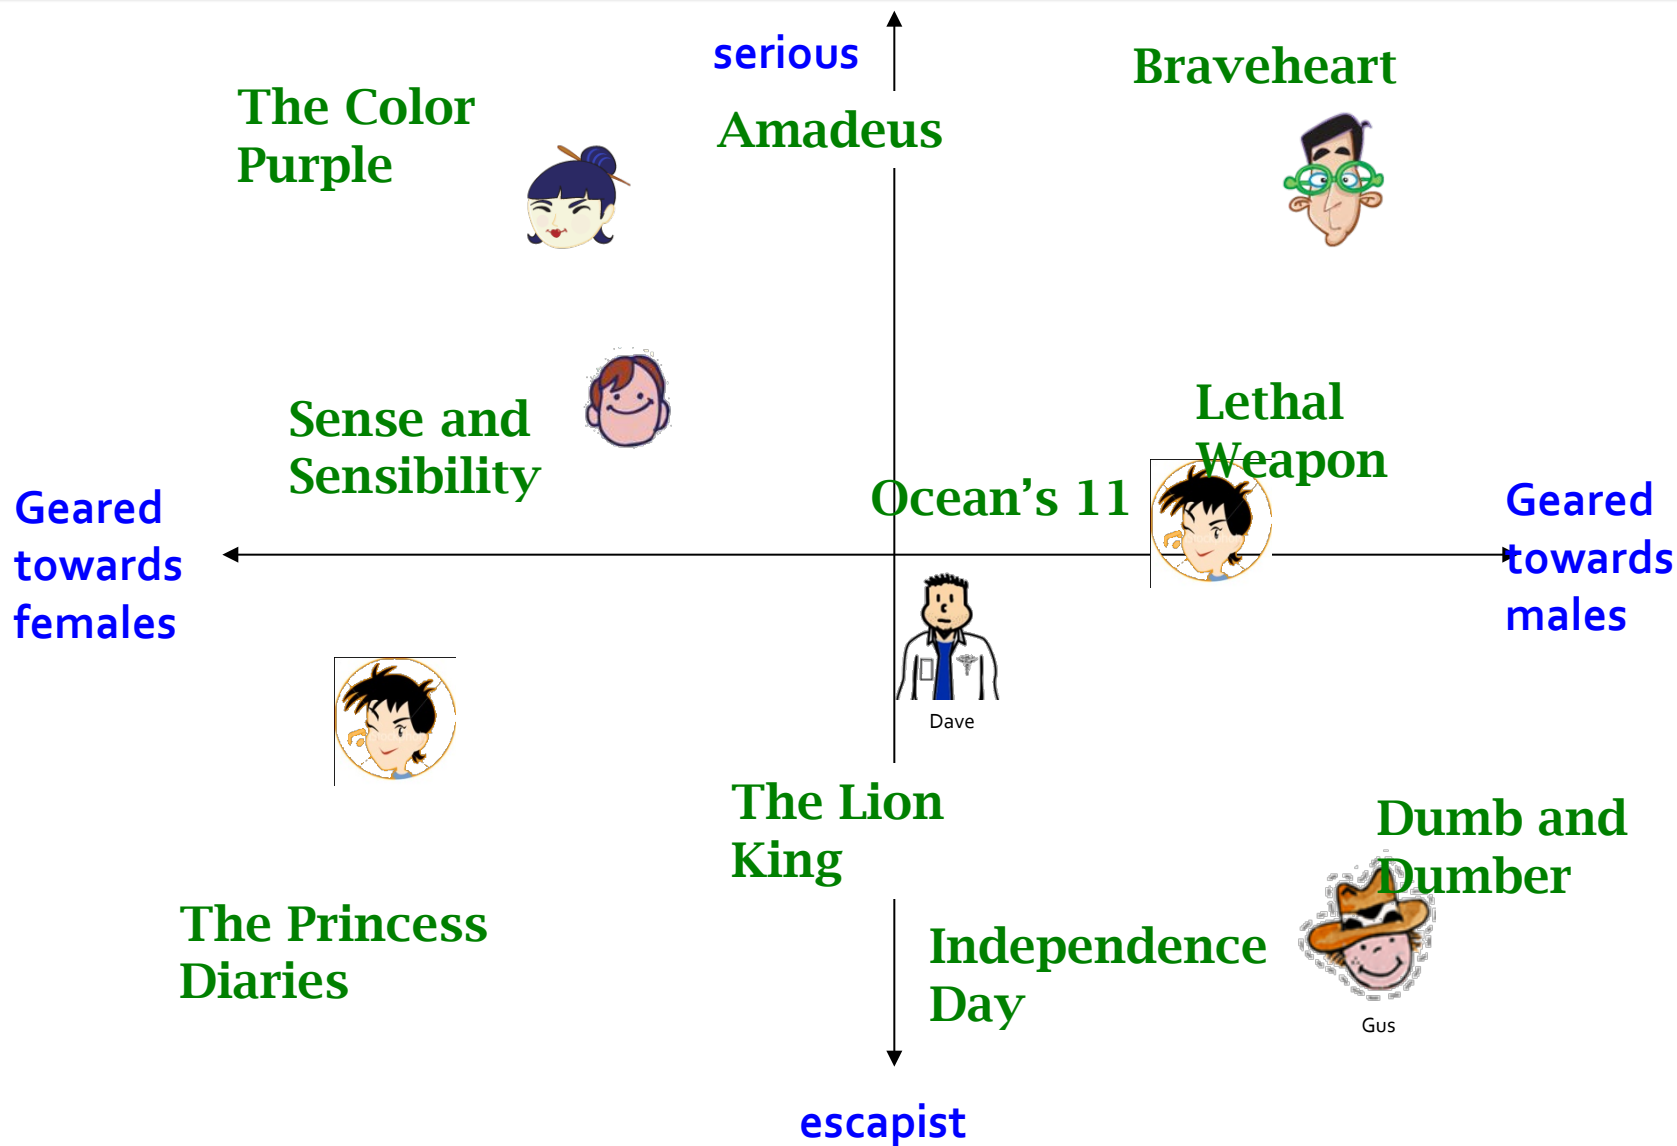 serious
Braveheart
The Color
Purple
Amadeus
Lethal
Weapon
Sense and
Sensibility
Ocean’s 11
Geared
towards
females
Geared
towards
males
Dave
The Lion
King
Dumb and
Dumber
The Princess
Diaries
Independence
Day
Gus
escapist